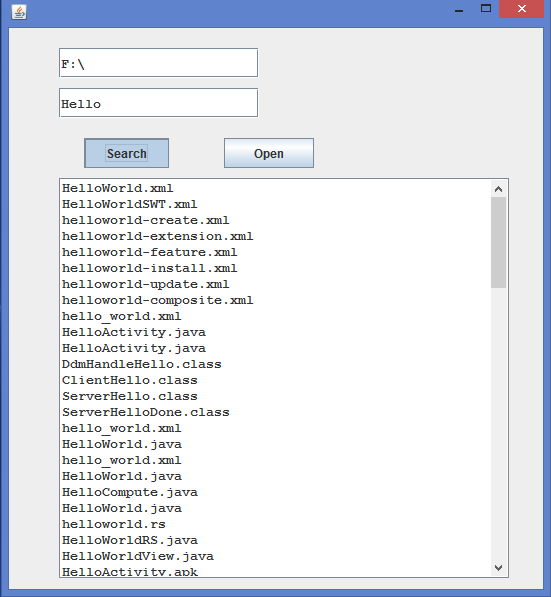 F:\
Hello
Search Open
HelloWorld.xml
HelloWorldSWT.xml
helloworld-create.xml
helloworld-extension.xml
helloworld-feature.xml
helloworld-install.xml
helloworld-update.xml
helloworld-composite.xml
hello_world.xml
HelloActivity.java
HelloActivity.java
DdmHandleHello.class
ClientHello.class
ServerHello.class
ServerHelloDone.class
hello_world.xml
HelloWorld.java
hello_world.xml
HelloWorld.java
HelloCompute.java
HelloWorld.java
helloworld.rs
HelloWorldRS.java
HelloWorldView.java
HelloActivity.apk